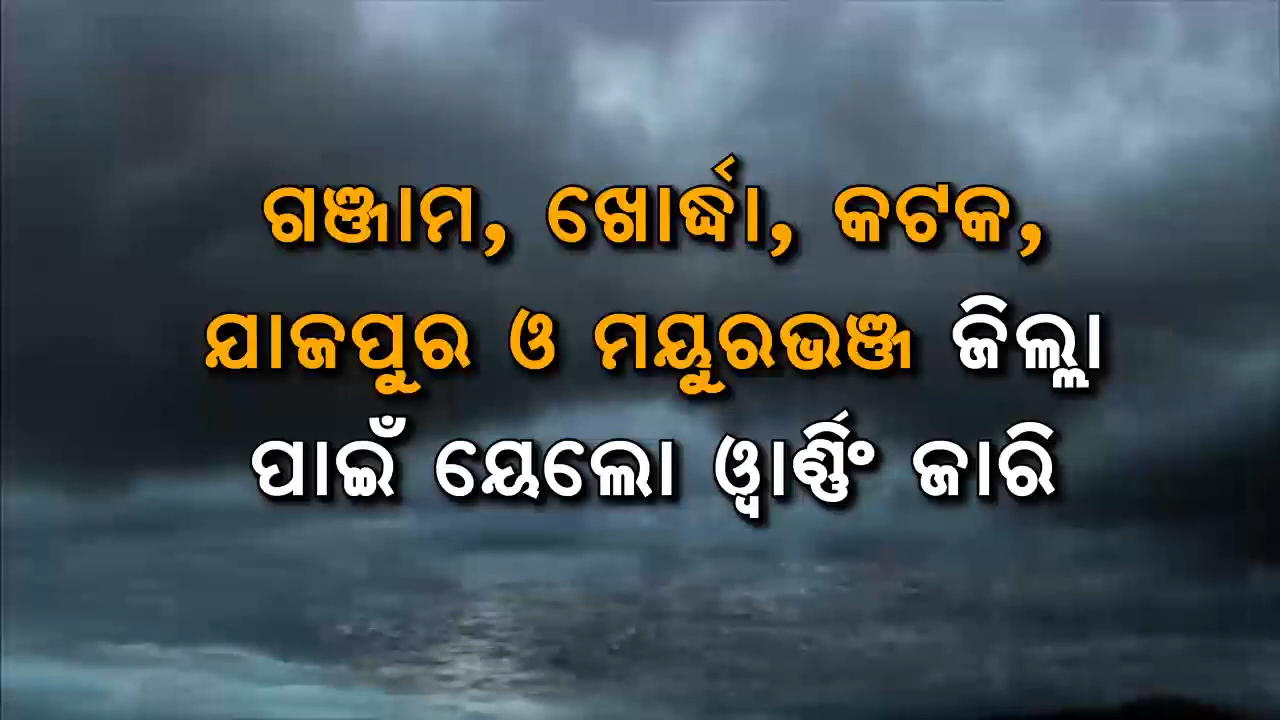 ଗଞ୍ଜାମ, ଖୋର୍ଦ୍ଧା, କଟକ,
ଯାଜପୁର ଓ ମୟୁରଭଞ୍ଜ ଜିଲ୍ଲା
ପାଇଁ ୟେଲୋ ୱାର୍ଣ୍ଣିଂ ଜାରି